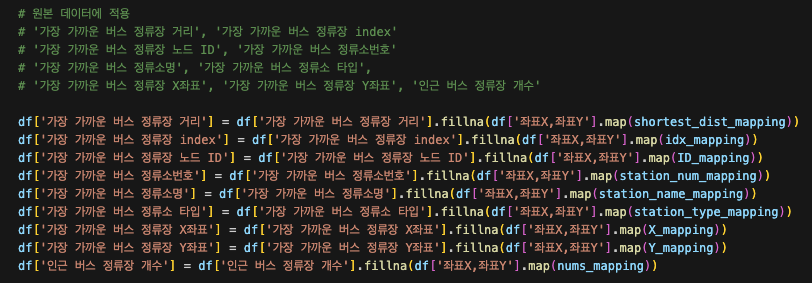 # 원본 데이터에 적용
# '가장 가까운 버스 정류장 거리', '가장 가까운 버스 정류장 index'
# '가장 가까운 버스 정류장 노드 ID', '가장 가까운 버스 정류소번호'
# '가장 가까운 버스 정류소명', '가장 가까운 버스 정류소 타입',
# '가장 가까운 버스 정류장 X좌표', '가장 가까운 버스 정류장 Y좌표', '인근 버스 정류장 개수'
df['가장 가까운 버스 정류장 거리'] = df['가장 가까운 버스 정류장 거리'].fillna(df['좌표X,좌표Y'].map(shortest_dist_mapping))
df['가장 가까운 버스 정류장 index'] = df['가장 가까운 버스 정류장 index'].fillna(df['좌표X,좌표Y'].map(idx_mapping))
df['가장 가까운 버스 정류장 노드 ID'] = df['가장 가까운 버스 정류장 노드 ID'].fillna(df['좌표X,좌표Y'].map(ID_mapping))
df['가장 가까운 버스 정류소번호'] = df['가장 가까운 버스 정류소번호'].fillna(df['좌표X,좌표Y'].map(station_num_mapping))
df['가장 가까운 버스 정류소명'] = df['가장 가까운 버스 정류소명'].fillna(df['좌표X,좌표Y'].map(station_name_mapping))
df['가장 가까운 버스 정류소 타입'] = df['가장 가까운 버스 정류소 타입'].fillna(df['좌표X,좌표Y'].map(station_type_mapping))
df['가장 가까운 버스 정류장 X좌표'] = df['가장 가까운 버스 정류장 X좌표'].fillna(df['좌표X,좌표Y'].map(X_mapping))
df['가장 가까운 버스 정류장 Y좌표'] = df['가장 가까운 버스 정류장 Y좌표'].fillna(df['좌표X,좌표Y'].map(Y_mapping))
df['인근 버스 정류장 개수'] = df['인근 버스 정류장 개수'].fillna(df['좌표X,좌표Y'].map(nums_mapping))